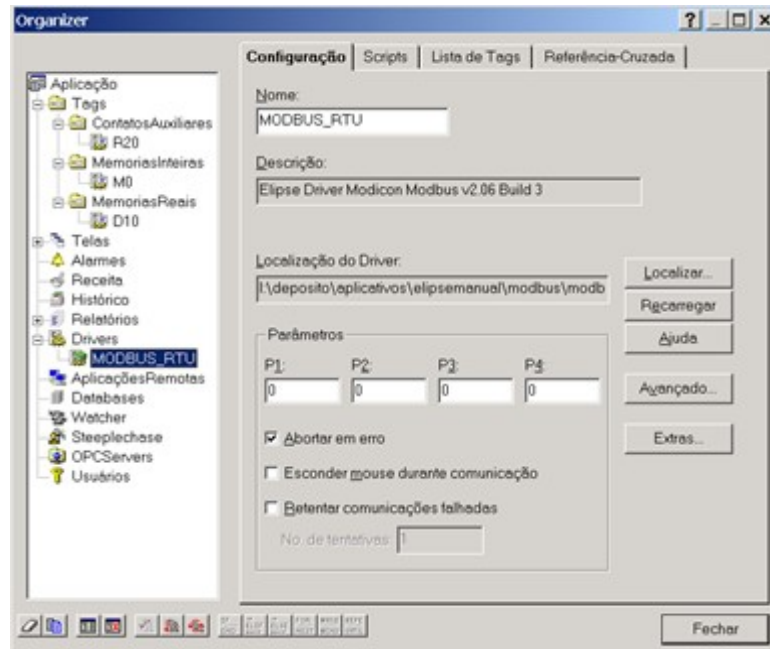 Organizer
Configuração Scripts Lista de Tags Referência-Cruzada
Aplicação
Tags
ContatosAuxiliares
R20
MemoriasInteiras
M0
MemoriasReais
D10
Telas
Alarmes
Receita
Histórico
Relatórios
Drivers
MODBUS_RTU
AplicaçõesRemotas
Databases
Watcher
Steeplechase
OPCServers
Usuários
Nome:
MODBUS_RTU
Descrição:
Elipse Driver Modicon Modbus v2.06 Build 3
Localização do Driver:
I:\deposito\aplicativos\elipsemanual\modbus\modb
Localizar...
Recarregar
Ajuda
Avançado...
Extras...
Parâmetros
P1: P2: P3: P4:
0 0 0 0
Abortar em erro
Esconder mouse durante comunicação
Retentar comunicações falhadas
No. de tentativas: 1
Fechar